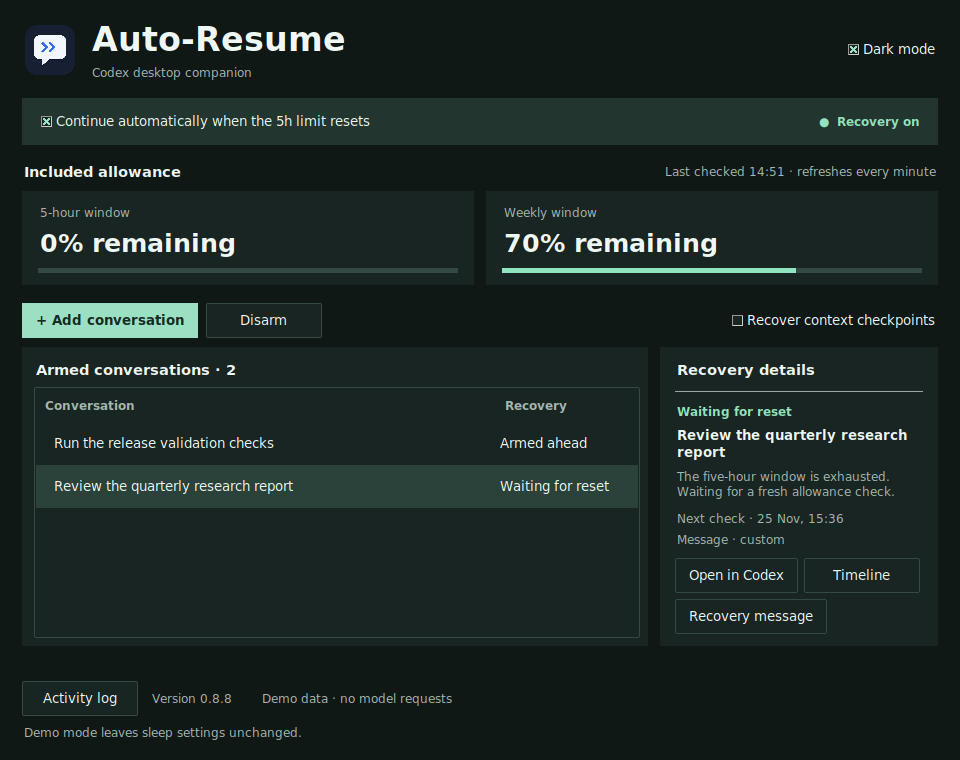 Auto-Resume
Codex desktop companion
Dark mode
Continue automatically when the 5h limit resets
Recovery on
Included allowance
Last checked 14:51 · refreshes every minute
5-hour window
0% remaining
Weekly window
70% remaining
+ Add conversation
Disarm
Recover context checkpoints
Armed conversations · 2
Conversation
Recovery
Run the release validation checks
Armed ahead
Review the quarterly research report
Waiting for reset
Recovery details
Waiting for reset
Review the quarterly research
report
The five-hour window is exhausted.
Waiting for a fresh allowance check.
Next check · 25 Nov, 15:36
Message · custom
Open in Codex
Timeline
Recovery message
Activity log
Version 0.8.8
Demo data · no model requests
Demo mode leaves sleep settings unchanged.